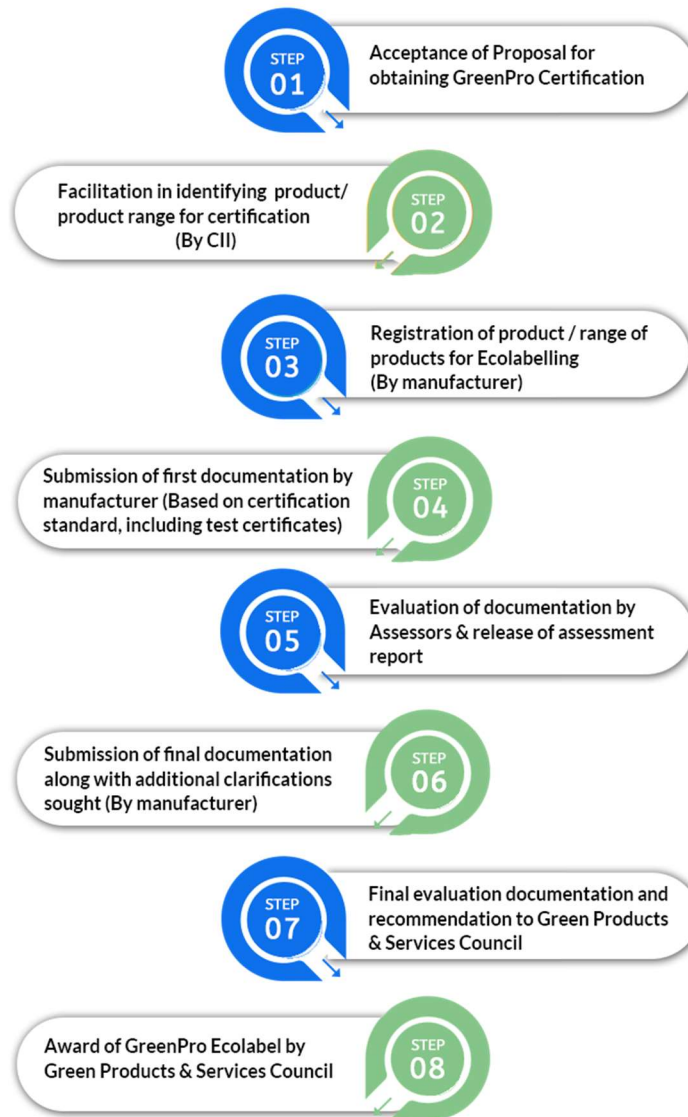 STEP
01
Acceptance of Proposal for
obtaining GreenPro Certification
Facilitation in identifying product/
product range for certification
(By CII)
STEP
02
STEP
03
Registration of product / range of
products for Ecolabelling
(By manufacturer)
Submission of first documentation by
manufacturer (Based on certification
standard, including test certificates)
STEP
04
STEP
05
Evaluation of documentation by
Assessors & release of assessment
report
Submission of final documentation
along with additional clarifications
sought (By manufacturer)
STEP
06
STEP
07
Final evaluation documentation and
recommendation to Green Products
& Services Council
Award of GreenPro Ecolabel by
Green Products & Services Council
STEP
08